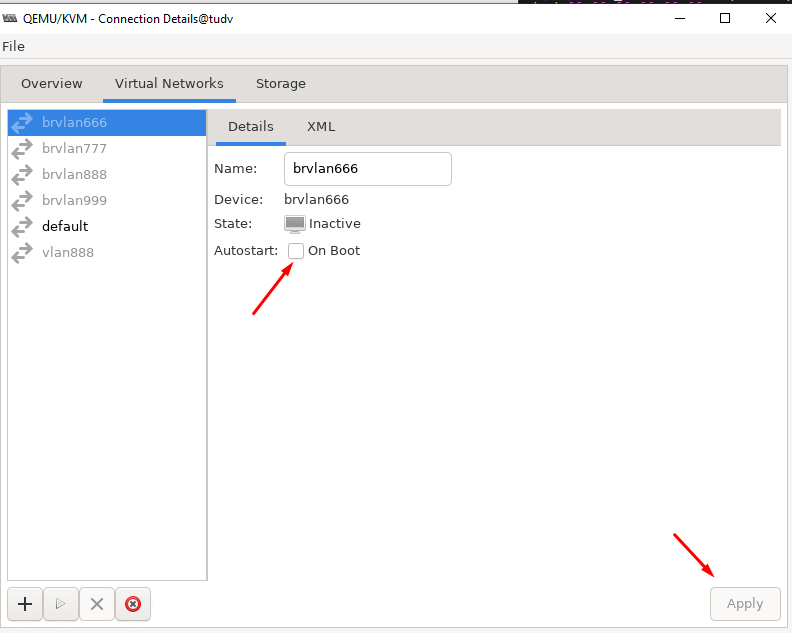 QEMU/KVM - Connection Details@tudv
File
Overview Virtual Networks Storage
brvlan666
brvlan777
brvlan888
brvlan999
default
vlan888
Details XML
Name: brvlan666
Device: brvlan666
State: Inactive
Autostart: On Boot
Apply